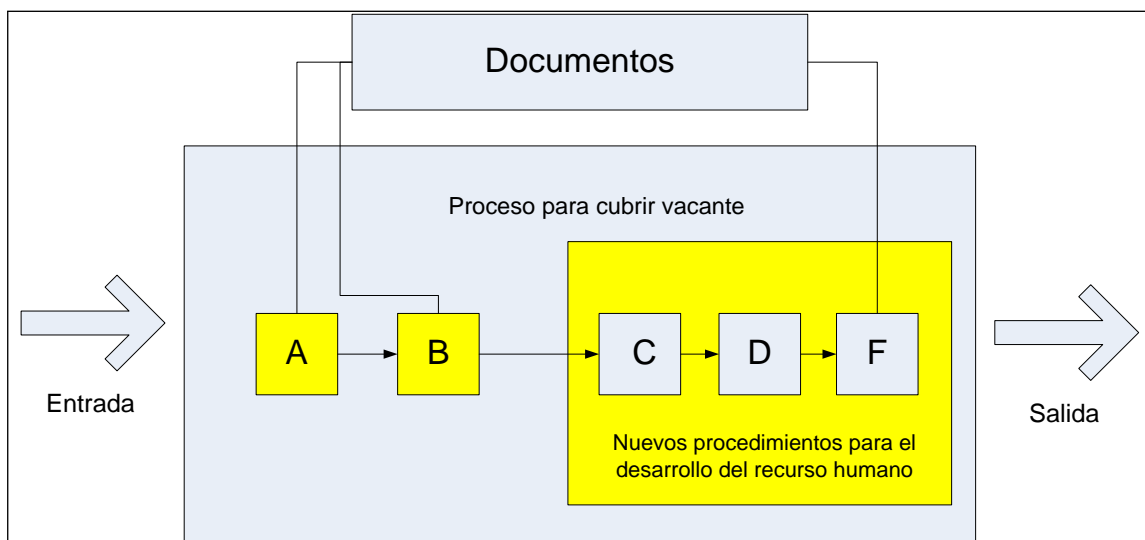 Documentos
Proceso para cubrir vacante
A
B
C
D
F
Entrada
Salida
Nuevos procedimientos para el
desarrollo del recurso humano